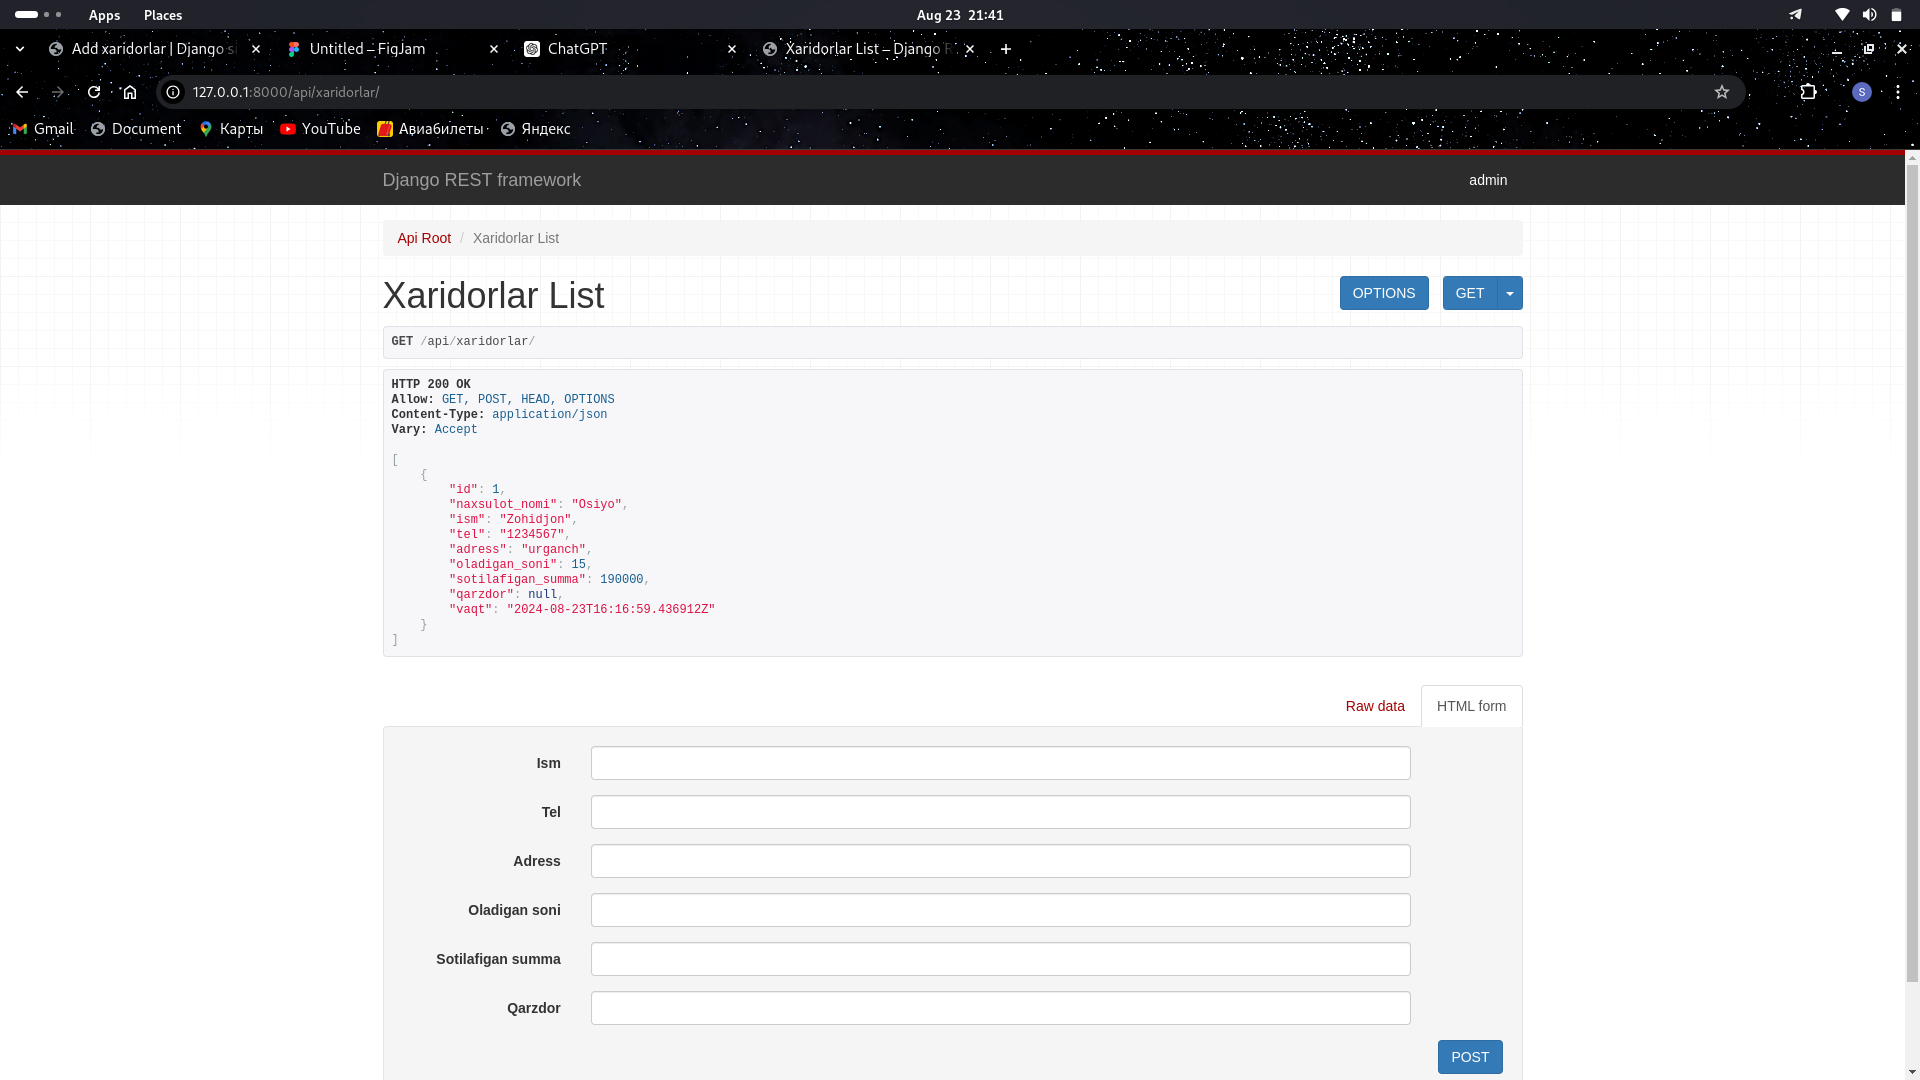 Apps Places Aug 23 21:41
Add xaridorlar | Django s Untitled – FigJam ChatGPT Xaridorlar List – Django R
127.0.0.1:8000/api/xaridorlar/ S
Gmail Document Карты YouTube Авиабилеты Яндекс
Django REST framework admin
Api Root / Xaridorlar List
Xaridorlar List OPTIONS GET
GET /api/xaridorlar/
HTTP 200 OK
Allow: GET, POST, HEAD, OPTIONS
Content-Type: application/json
Vary: Accept
[
{
"id": 1,
"naxsulot_nomi": "Osiyo",
"ism": "Zohidjon",
"tel": "1234567",
"adress": "urganch",
"oladigan_soni": 15,
"sotilafigan_summa": 190000,
"qarzdor": null,
"vaqt": "2024-08-23T16:16:59.436912Z"
}
]
Raw data HTML form
Ism
Tel
Adress
Oladigan soni
Sotilafigan summa
Qarzdor
POST